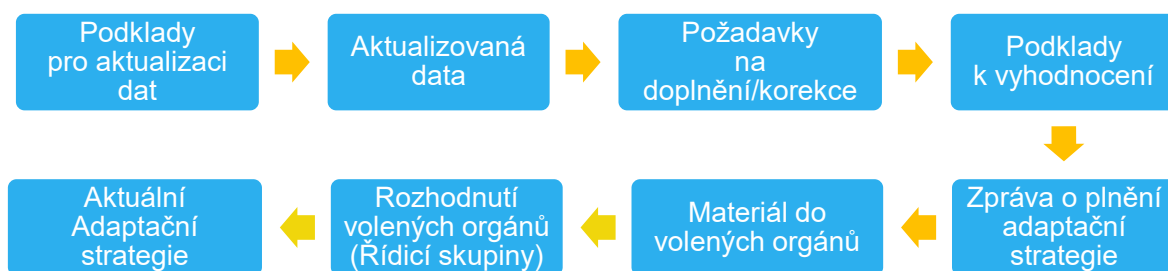 Podklady
pro aktualizaci
dat
Aktualizovaná
data
Požadavky
na
doplnění/korekce
Podklady
k vyhodnocení
Zpráva o plnění
adaptační
strategie
Materiál do
volených orgánů
Rozhodnutí
volených orgánů
(Řídicí skupiny)
Aktuální
Adaptační
strategie